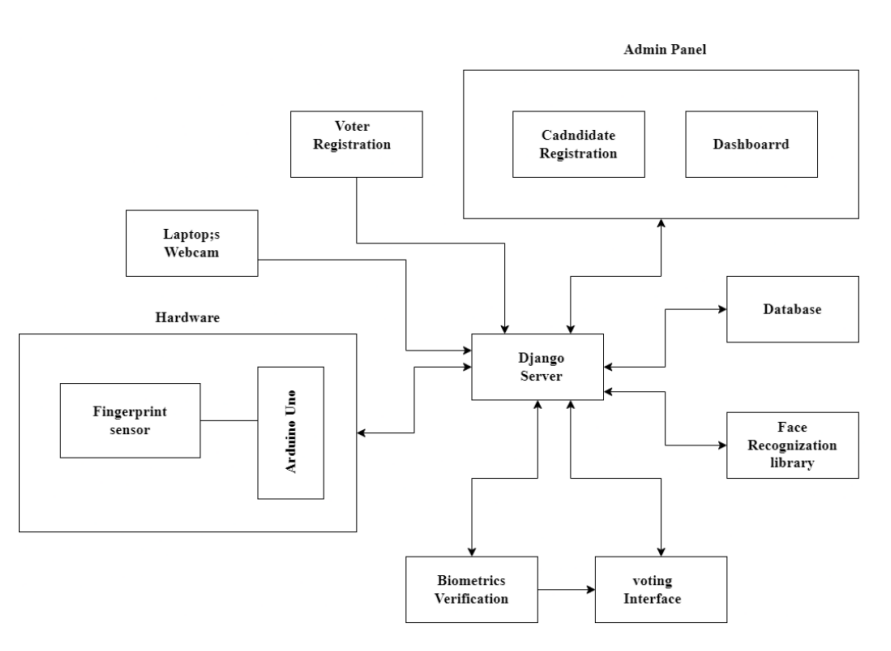 Admin Panel
Voter
Registration
Cadndidate
Registration
Dashboarrd
Laptop;s
Webcam
Hardware
Database
Django
Server
Fingerprint
sensor
Arduino Uno
Face
Recognization
library
Biometrics
Verification
voting
Interface